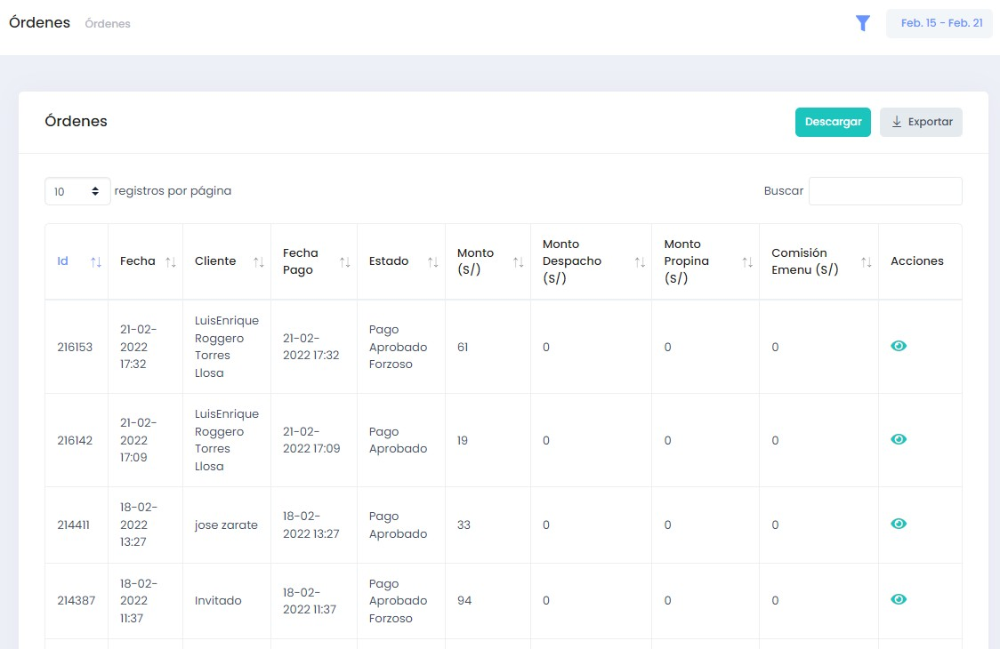 Órdenes Órdenes Feb. 15 - Feb. 21
Órdenes Descargar Exportar
10 registros por página Buscar
Id Fecha Cliente Fecha Pago Estado Monto (S/) Monto Despacho (S/) Monto Propina (S/) Comisión Emenu (S/) Acciones
216153 21-02-2022 17:32 LuisEnrique Roggero Torres Llosa 21-02-2022 17:32 Pago Aprobado Forzoso 61 0 0 0
216142 21-02-2022 17:09 LuisEnrique Roggero Torres Llosa 21-02-2022 17:09 Pago Aprobado 19 0 0 0
214411 18-02-2022 13:27 jose zarate 18-02-2022 13:27 Pago Aprobado 33 0 0 0
214387 18-02-2022 11:37 Invitado 18-02-2022 11:37 Pago Aprobado Forzoso 94 0 0 0